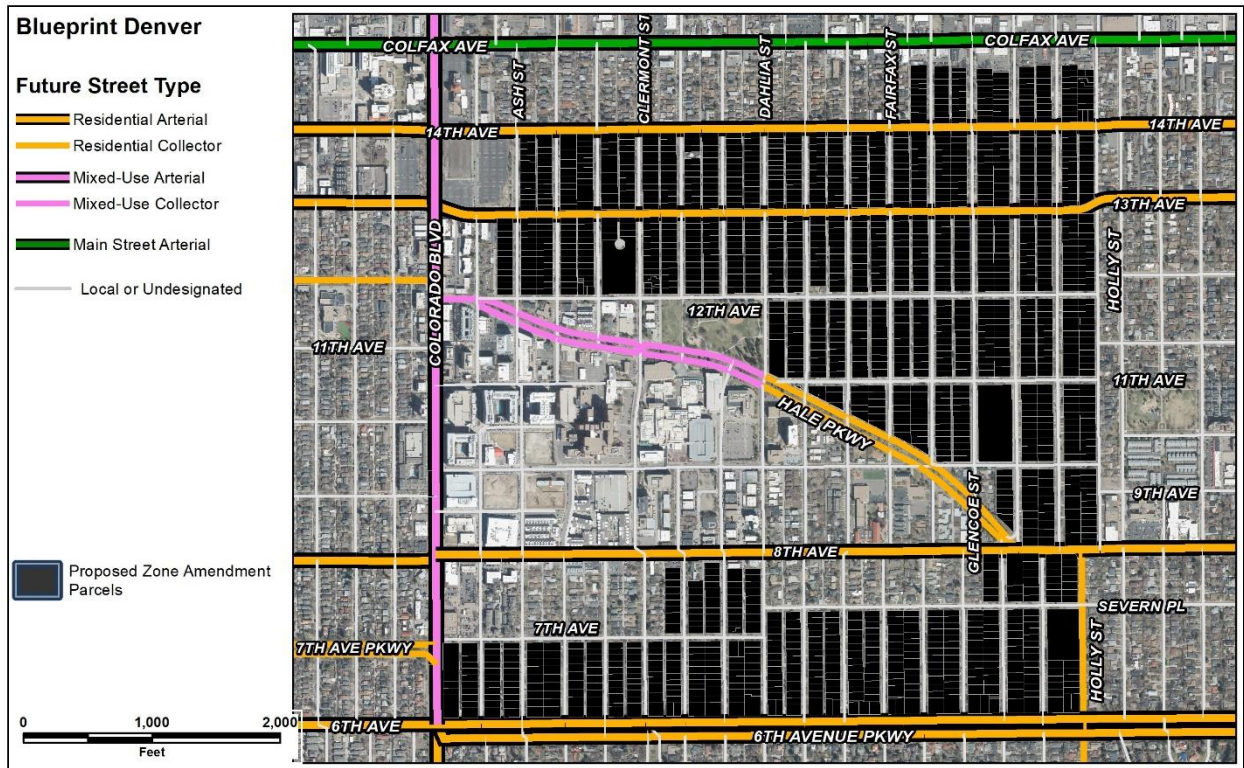 Blueprint Denver
Future Street Type
Residential Arterial
Residential Collector
Mixed-Use Arterial
Mixed-Use Collector
Main Street Arterial
Local or Undesignated
Proposed Zone Amendment
Parcels
0 1,000 2,000
Feet
COLFAX AVE
COLFAX AVE
ASH ST
CLERMONT ST
DAHLIA ST
FAIRFAX ST
14TH AVE
14TH AVE
13TH AVE
COLORADO BLVD
HOLLY ST
12TH AVE
11TH AVE
11TH AVE
HALE PKWY
9TH AVE
GLENCOE ST
8TH AVE
SEVERN PL
7TH AVE
7TH AVE PKWY
HOLLY ST
6TH AVE
6TH AVENUE PKWY